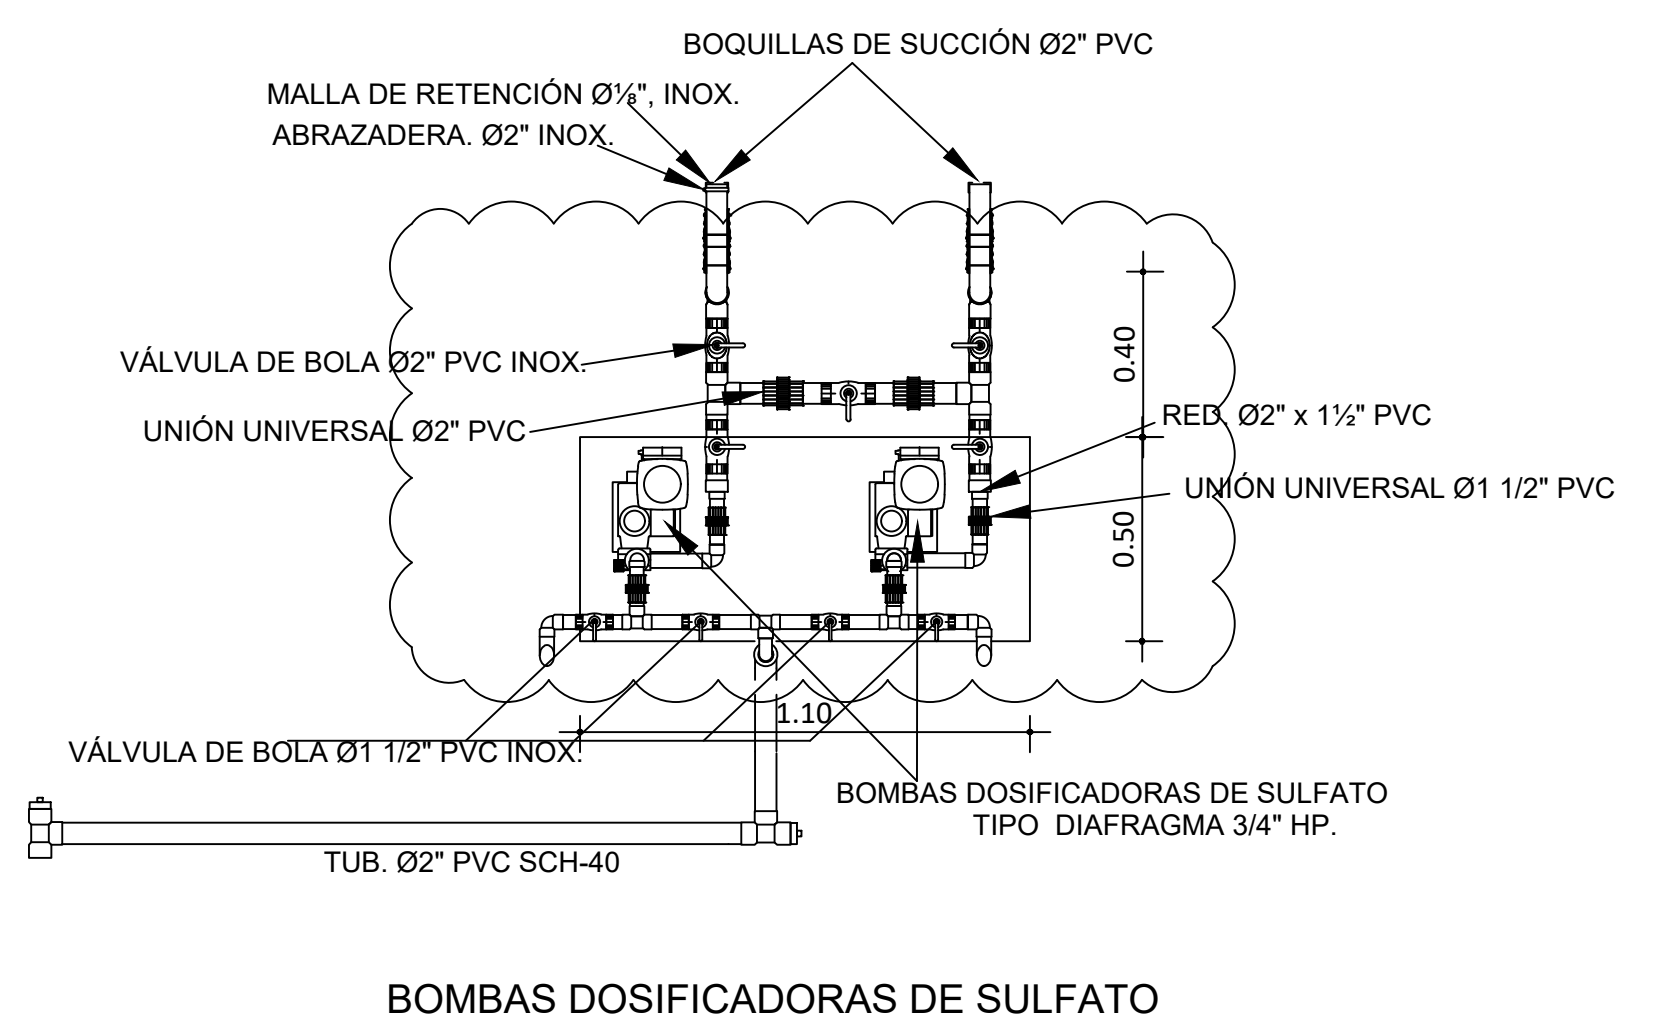 BOQUILLAS DE SUCCIÓN Ø2" PVC
MALLA DE RETENCIÓN Ø⅛", INOX.
ABRAZADERA. Ø2" INOX.
VÁLVULA DE BOLA Ø2" PVC INOX.
0.40
RED. Ø2" x 1½" PVC
UNIÓN UNIVERSAL Ø2" PVC
UNIÓN UNIVERSAL Ø1 1/2" PVC
0.50
1.10
VÁLVULA DE BOLA Ø1 1/2" PVC INOX.
BOMBAS DOSIFICADORAS DE SULFATO
TIPO DIAFRAGMA 3/4" HP.
TUB. Ø2" PVC SCH-40
BOMBAS DOSIFICADORAS DE SULFATO